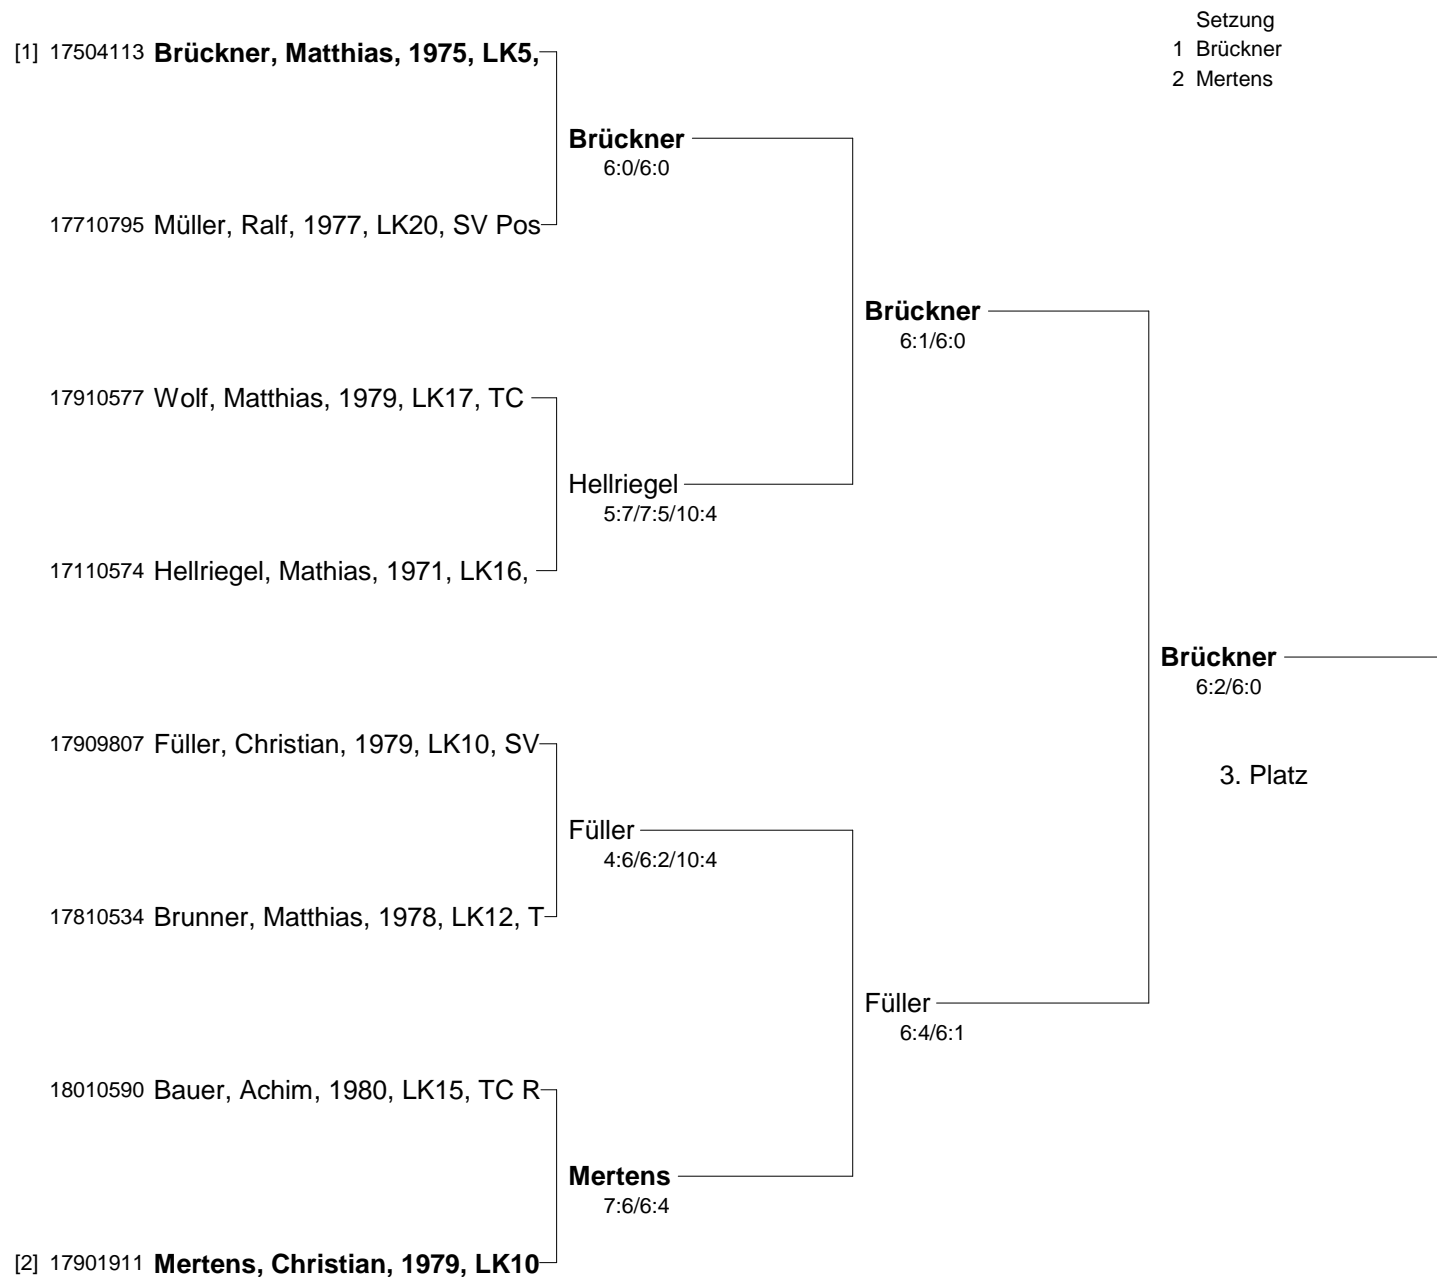 Setzung
1 Brückner
2 Mertens
[1] 17504113 Brückner, Matthias, 1975, LK5,
Brückner
6:0/6:0
17710795 Müller, Ralf, 1977, LK20, SV Pos
Brückner
6:1/6:0
17910577 Wolf, Matthias, 1979, LK17, TC
Hellriegel
5:7/7:5/10:4
17110574 Hellriegel, Mathias, 1971, LK16,
Brückner
6:2/6:0
17909807 Füller, Christian, 1979, LK10, SV
3. Platz
Füller
4:6/6:2/10:4
17810534 Brunner, Matthias, 1978, LK12, T
Füller
6:4/6:1
18010590 Bauer, Achim, 1980, LK15, TC R
Mertens
7:6/6:4
[2] 17901911 Mertens, Christian, 1979, LK10